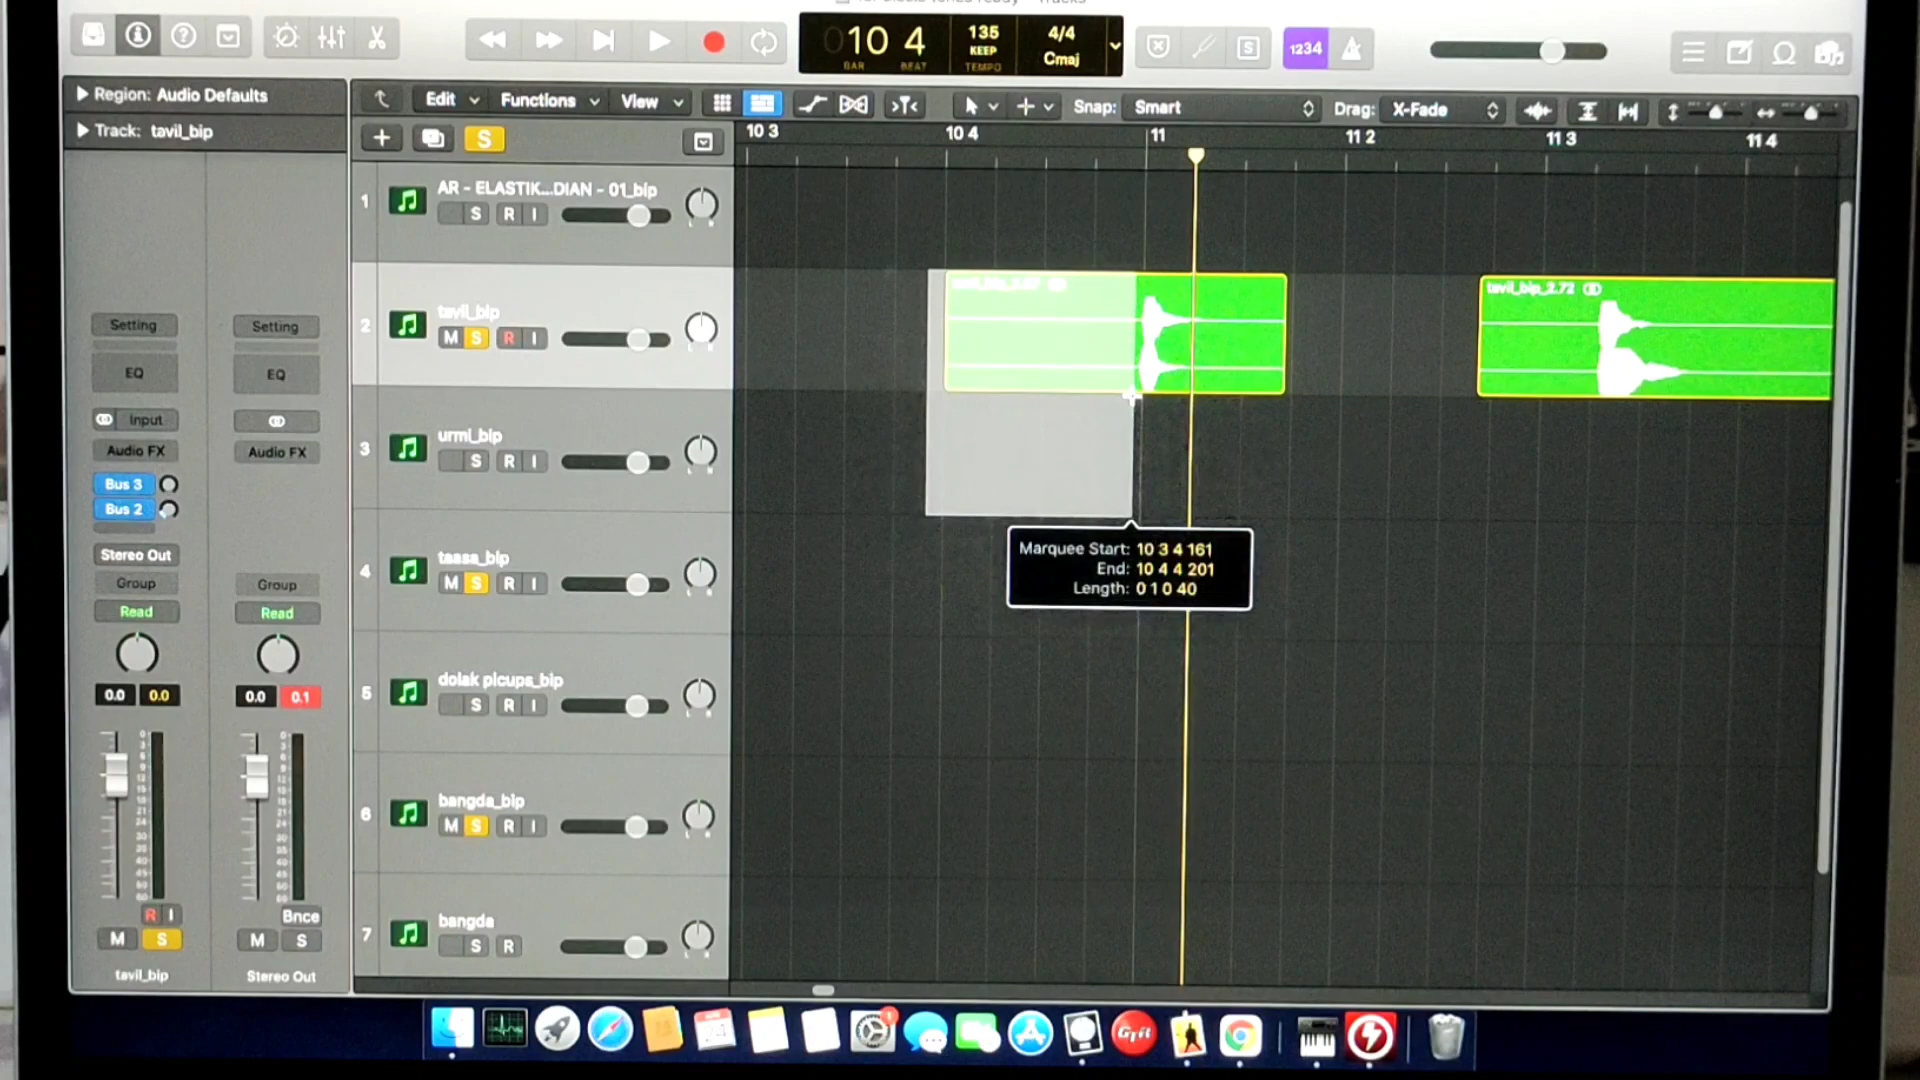 10 4
BAR BEAT
135
KEEP
TEMPO
4/4
Cmaj
S
1234
Region: Audio Defaults
Track: tavil_bip
Edit
Functions
View
Snap: Smart
Drag: X-Fade
S
10 3
10 4
11
11 2
11 3
11 4
1
AR - ELASTIK...DIAN - 01_bip
S R I
2
tavil_bip
M S R I
tavil_bip_2.72
3
urmi_bip
S R I
4
taasa_bip
M S R I
5
dolak picups_bip
S R I
6
bangda_bip
M S R I
7
bangda
S R
Marquee Start: 10 3 4 161
End: 10 4 4 201
Length: 0 1 0 40
Setting
Setting
EQ
EQ
Input
Audio FX
Audio FX
Bus 3
Bus 2
Stereo Out
Group
Group
Read
Read
0.0 0.0
0.0 0.1
R I
Bnce
M S
M S
tavil_bip
Stereo Out
Grit